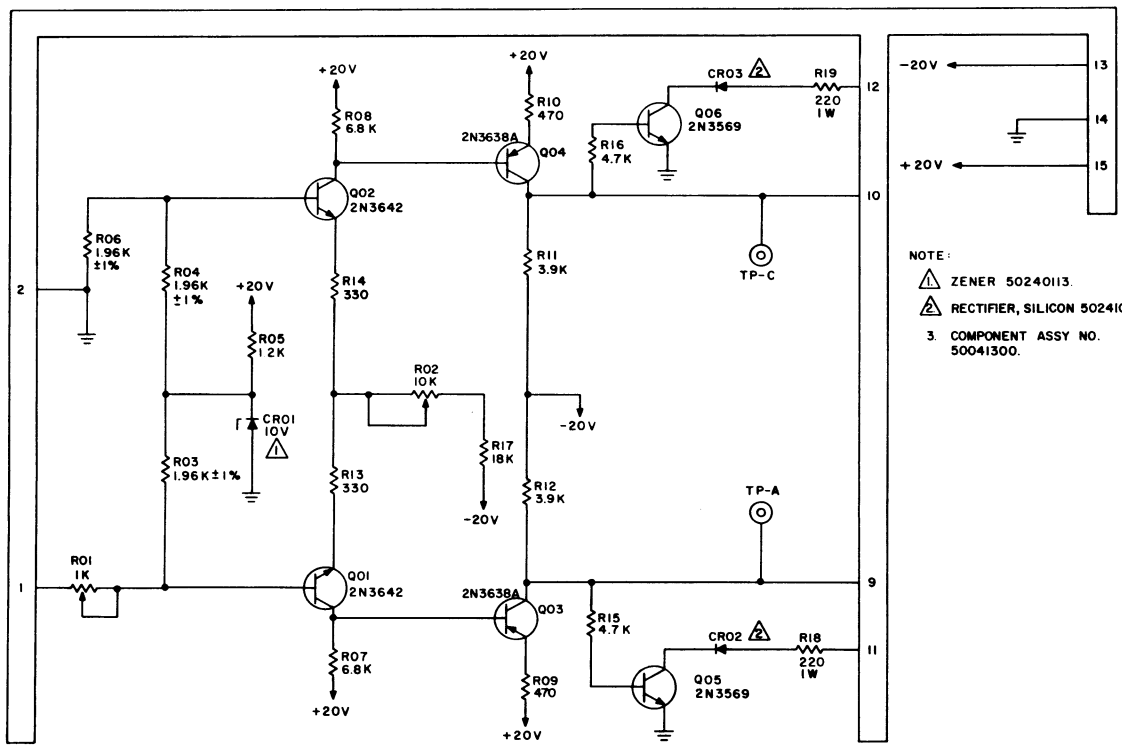 +20V
+20V
CR03 2
R19
220
1W
12
-20V
13
R08
6.8K
R10
470
2N3638A
Q04
Q06
2N3569
R16
4.7K
14
+20V
15
Q02
2N3642
10
R06
1.96K
±1%
R04
1.96K
±1%
R14
330
R11
3.9K
TP-C
NOTE:
1. ZENER 50240113.
2. RECTIFIER, SILICON 502410
3. COMPONENT ASSY NO.
50041300.
2
+20V
R05
1.2K
R02
10K
-20V
CR01
10V
1
R03
1.96K±1%
R17
18K
-20V
R13
330
R12
3.9K
TP-A
R01
1K
1
Q01
2N3642
2N3638A
Q03
9
R15
4.7K
CR02 2
R18
220
1W
11
R07
6.8K
+20V
R09
470
+20V
Q05
2N3569